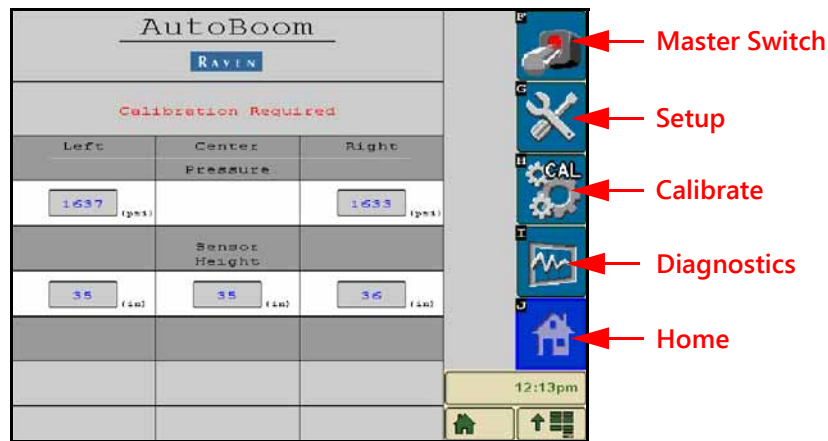 AutoBoom
RAVEN
Calibration Required
Left Center Right
Pressure
1637 (psi) 1633 (psi)
Sensor
Height
35 (in) 35 (in) 36 (in)
F
G
H
CAL
I
J
12:13pm
Master Switch
Setup
Calibrate
Diagnostics
Home